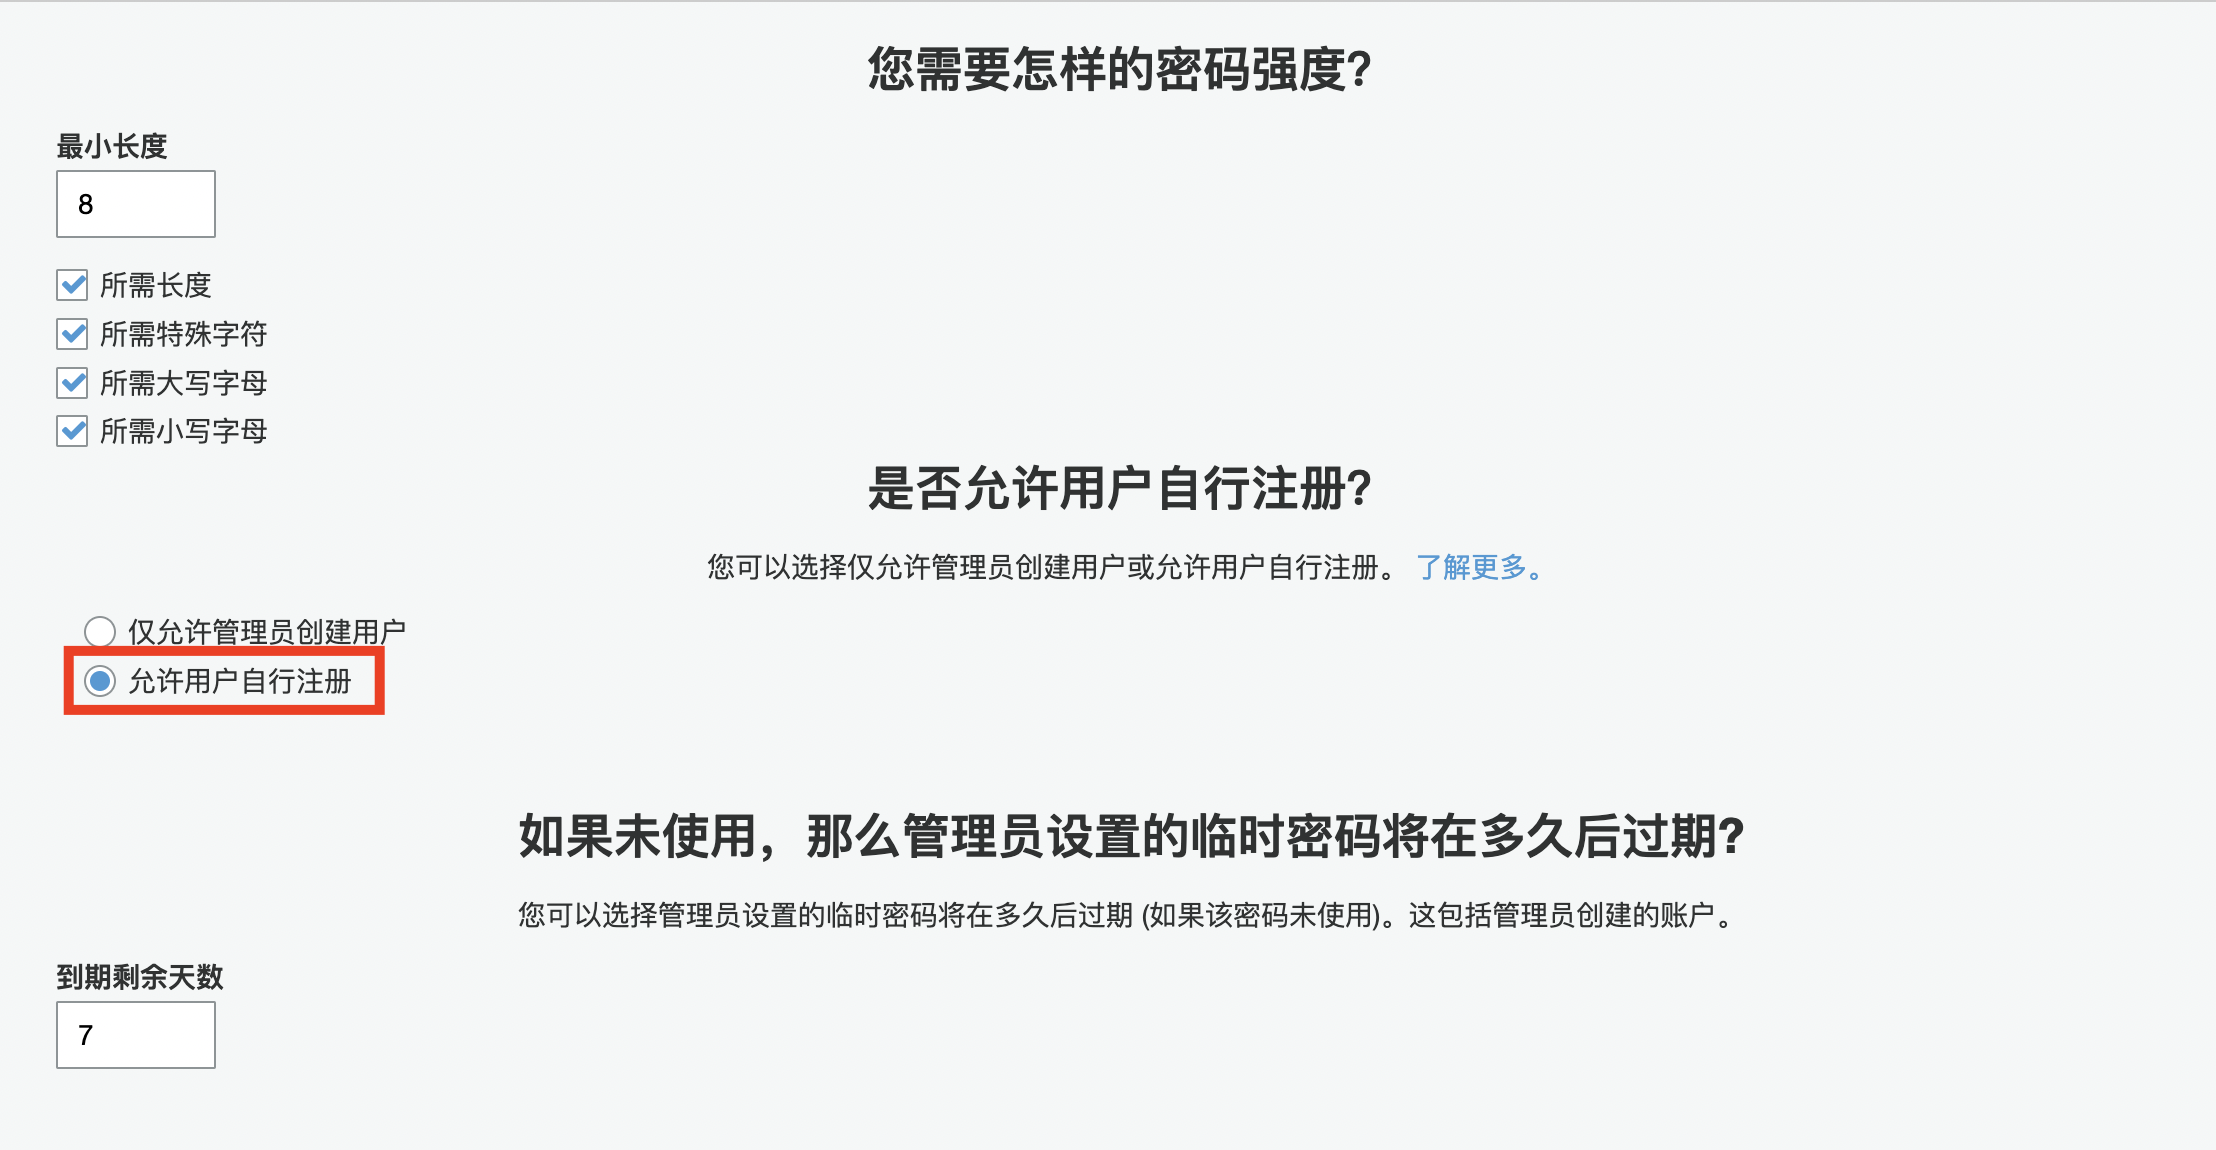 您需要怎样的密码强度?
最小长度
8
所需长度
所需特殊字符
所需大写字母
所需小写字母
是否允许用户自行注册?
您可以选择仅允许管理员创建用户或允许用户自行注册。 了解更多。
仅允许管理员创建用户
允许用户自行注册
如果未使用，那么管理员设置的临时密码将在多久后过期?
您可以选择管理员设置的临时密码将在多久后过期 (如果该密码未使用)。这包括管理员创建的账户。
到期剩余天数
7